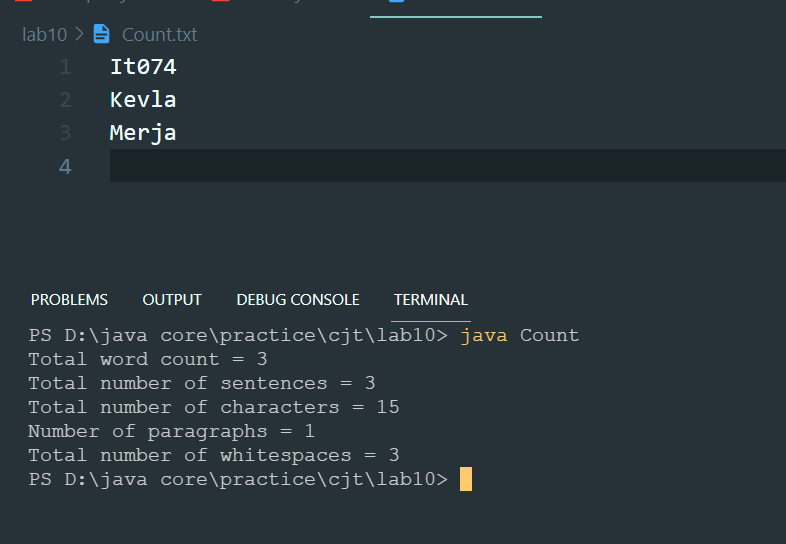 lab10 > Count.txt
1 It074
2 Kevla
3 Merja
4
PROBLEMS OUTPUT DEBUG CONSOLE TERMINAL
PS D:\java core\practice\cjt\lab10> java Count
Total word count = 3
Total number of sentences = 3
Total number of characters = 15
Number of paragraphs = 1
Total number of whitespaces = 3
PS D:\java core\practice\cjt\lab10>